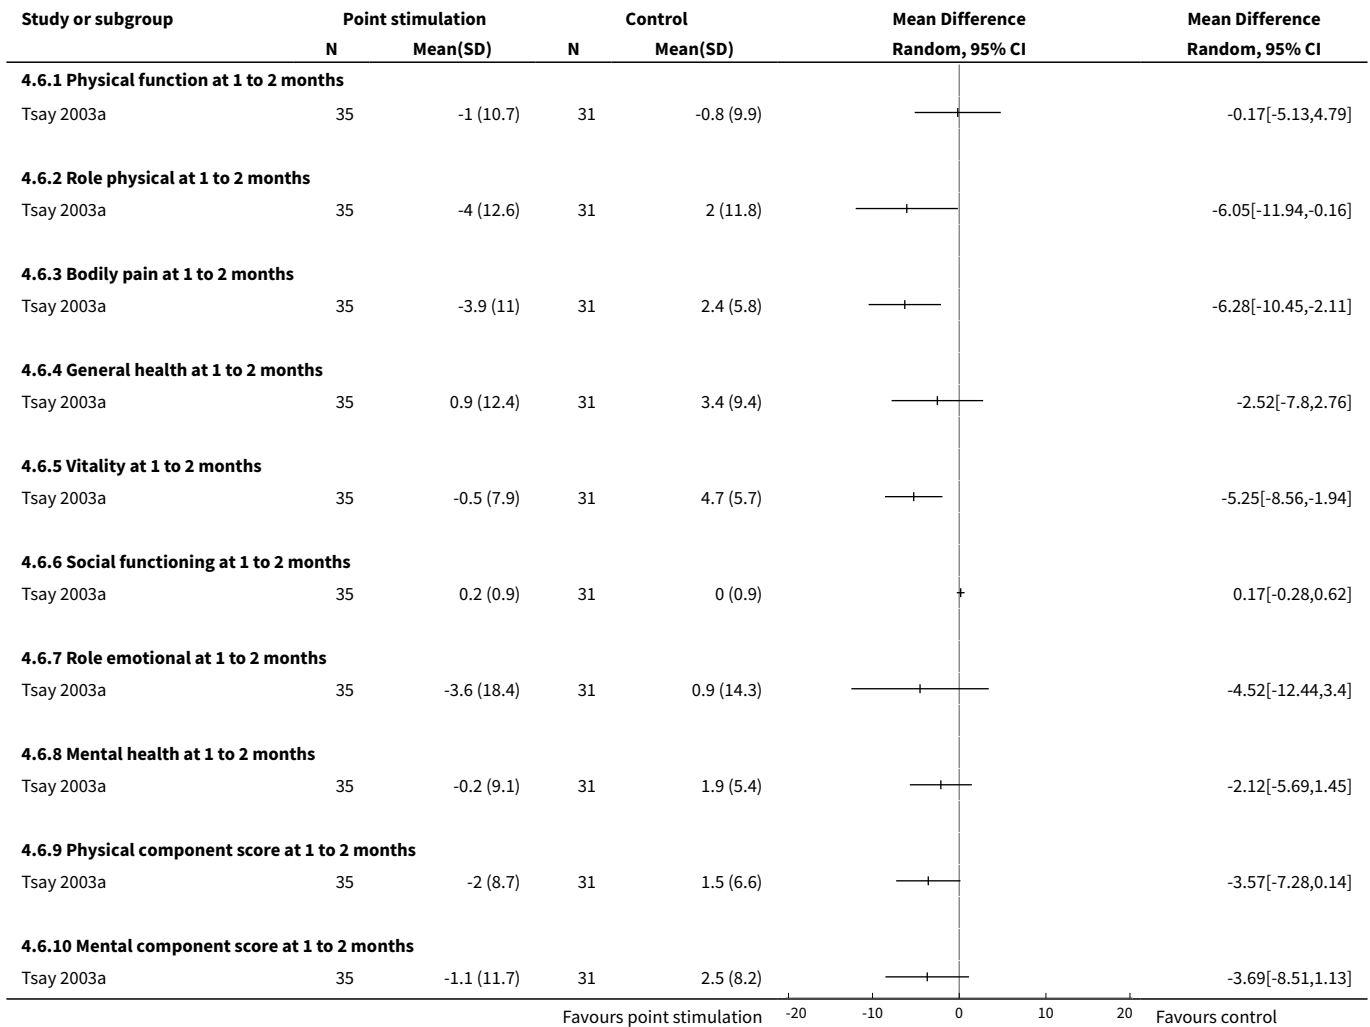 Study or subgroup Point stimulation Control Mean Difference Mean Difference
N Mean(SD) N Mean(SD) Random, 95% CI Random, 95% CI
4.6.1 Physical function at 1 to 2 months
Tsay 2003a 35 -1 (10.7) 31 -0.8 (9.9) -0.17[-5.13,4.79]
4.6.2 Role physical at 1 to 2 months
Tsay 2003a 35 -4 (12.6) 31 2 (11.8) -6.05[-11.94,-0.16]
4.6.3 Bodily pain at 1 to 2 months
Tsay 2003a 35 -3.9 (11) 31 2.4 (5.8) -6.28[-10.45,-2.11]
4.6.4 General health at 1 to 2 months
Tsay 2003a 35 0.9 (12.4) 31 3.4 (9.4) -2.52[-7.8,2.76]
4.6.5 Vitality at 1 to 2 months
Tsay 2003a 35 -0.5 (7.9) 31 4.7 (5.7) -5.25[-8.56,-1.94]
4.6.6 Social functioning at 1 to 2 months
Tsay 2003a 35 0.2 (0.9) 31 0 (0.9) 0.17[-0.28,0.62]
4.6.7 Role emotional at 1 to 2 months
Tsay 2003a 35 -3.6 (18.4) 31 0.9 (14.3) -4.52[-12.44,3.4]
4.6.8 Mental health at 1 to 2 months
Tsay 2003a 35 -0.2 (9.1) 31 1.9 (5.4) -2.12[-5.69,1.45]
4.6.9 Physical component score at 1 to 2 months
Tsay 2003a 35 -2 (8.7) 31 1.5 (6.6) -3.57[-7.28,0.14]
4.6.10 Mental component score at 1 to 2 months
Tsay 2003a 35 -1.1 (11.7) 31 2.5 (8.2) -3.69[-8.51,1.13]
Favours point stimulation -20 -10 0 10 20 Favours control